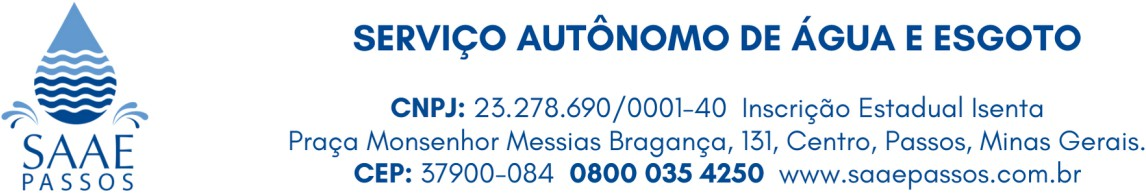 SAAE
PASSOS
SERVIÇO AUTÔNOMO DE ÁGUA E ESGOTO
CNPJ: 23.278.690/0001-40 Inscrição Estadual Isenta
Praça Monsenhor Messias Bragança, 131, Centro, Passos, Minas Gerais.
CEP: 37900-084 0800 035 4250 www.saaepassos.com.br